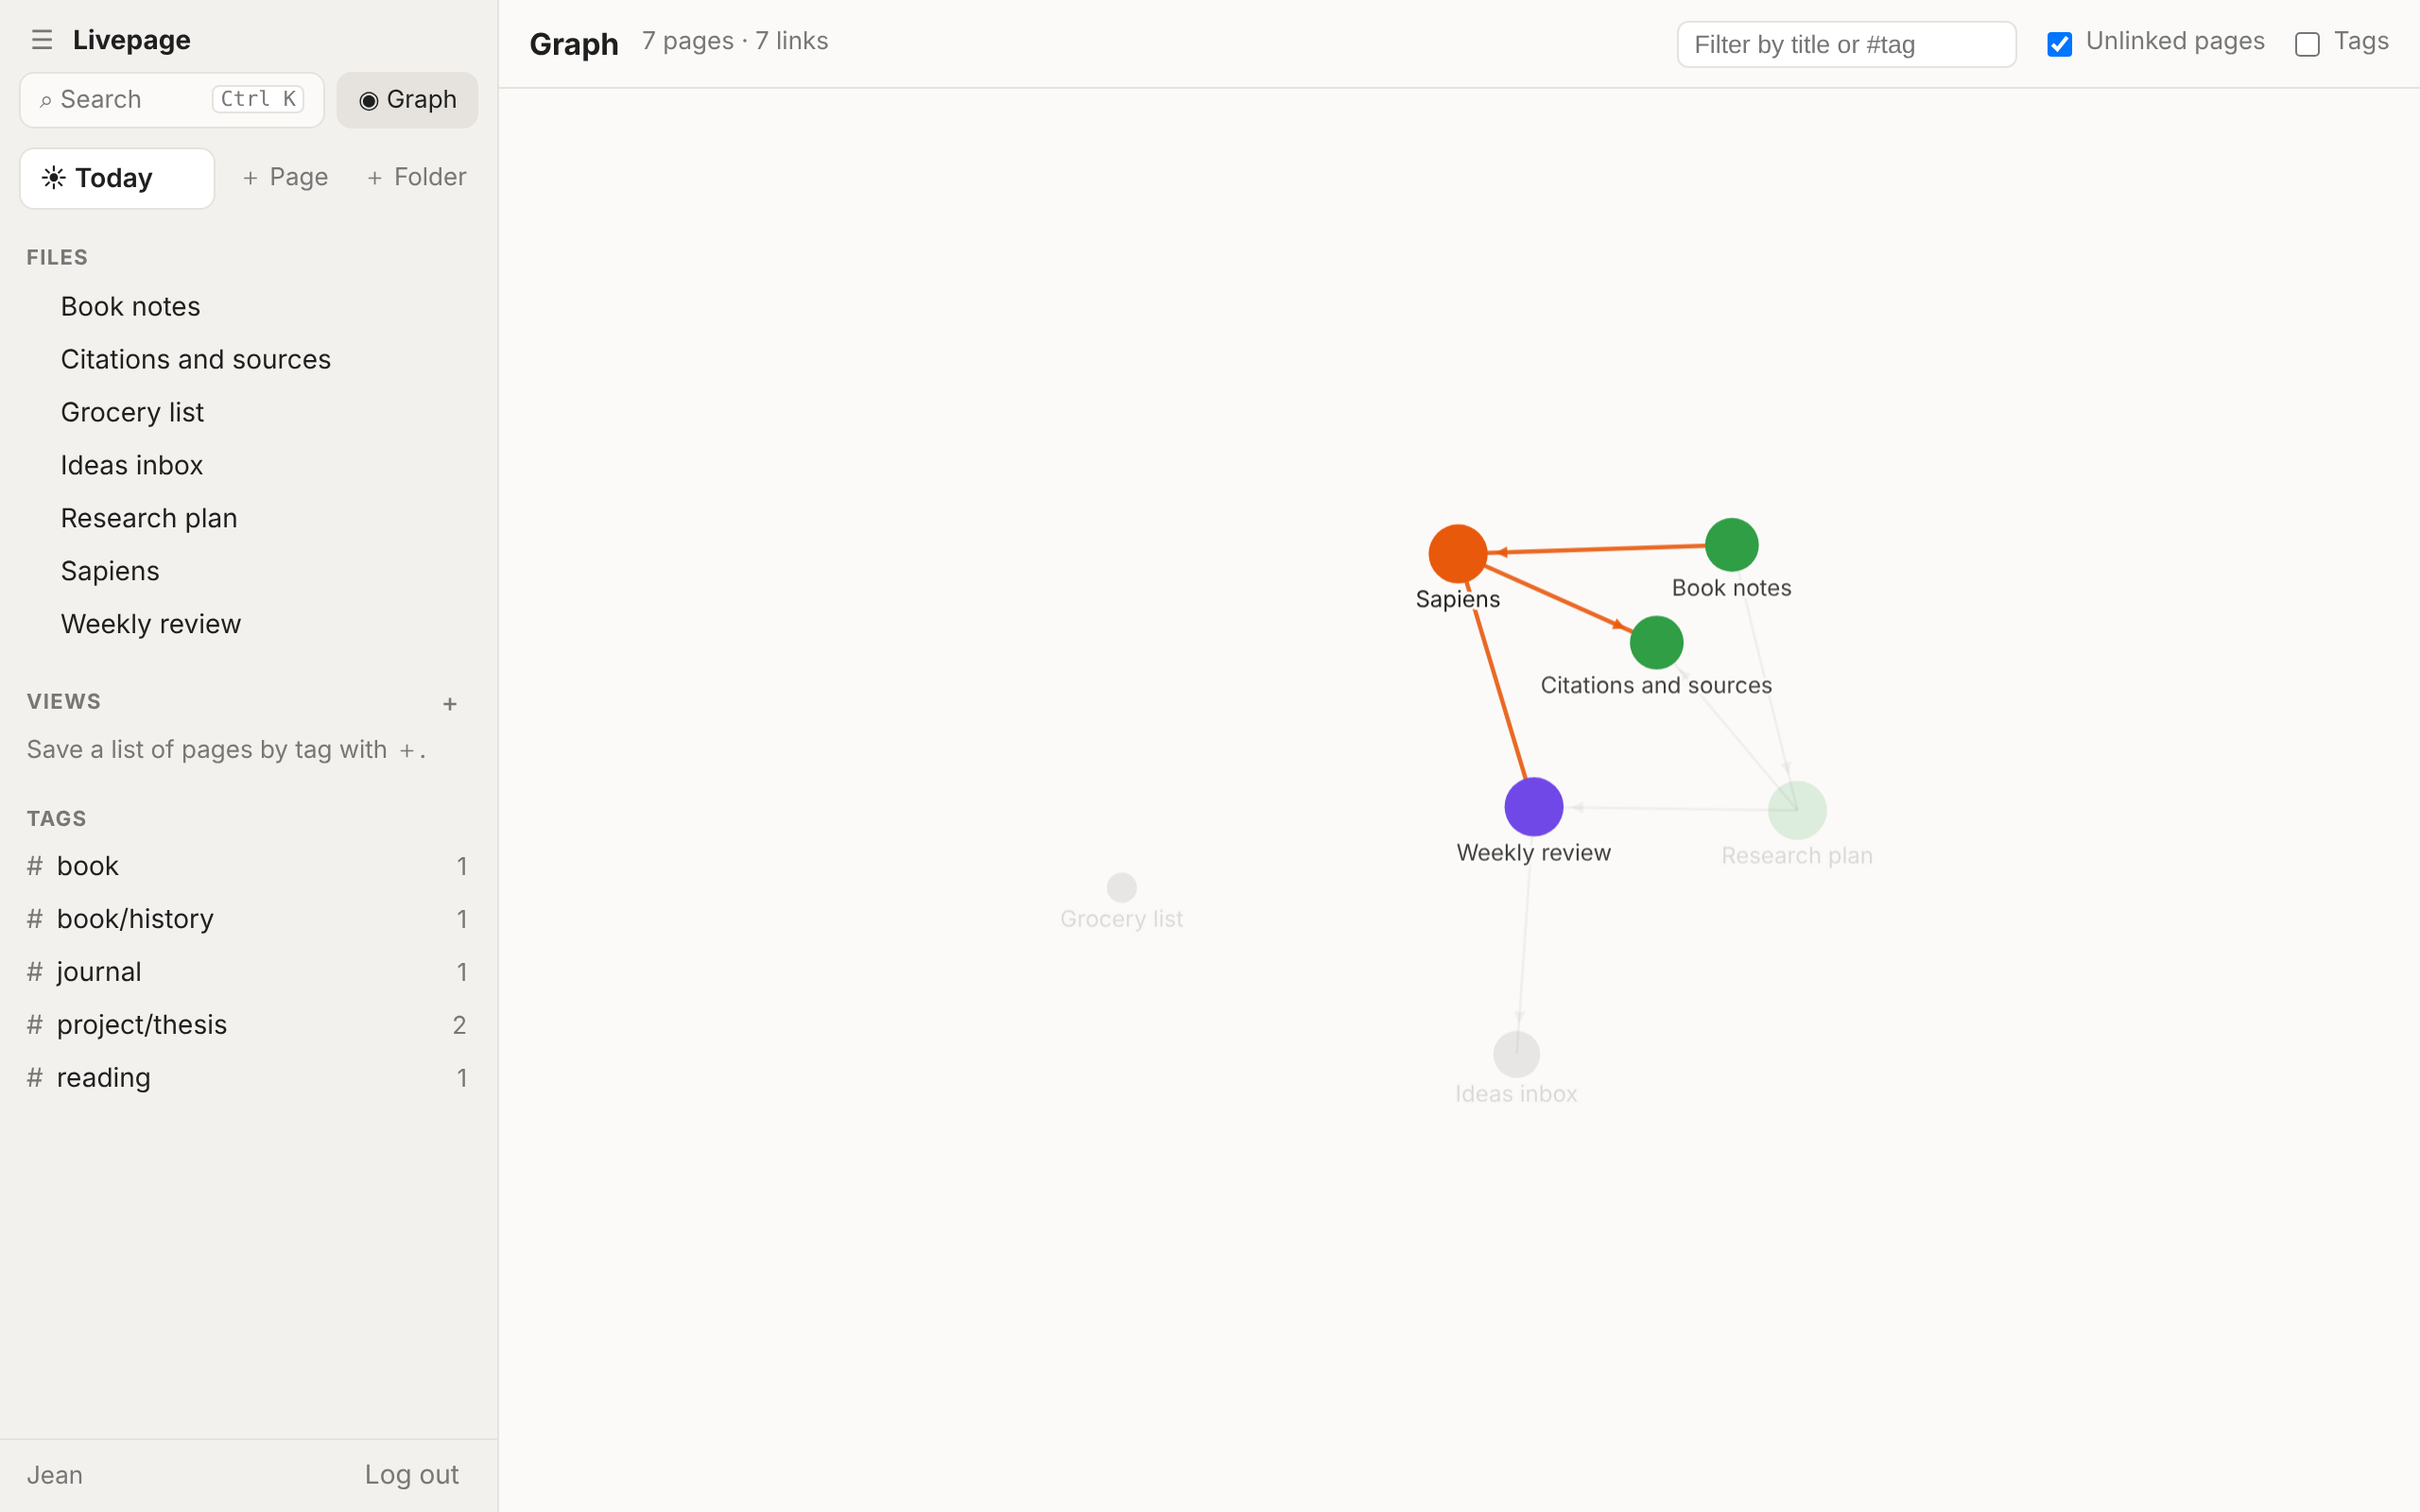 ☰ Livepage
⌕ Search Ctrl K
◉ Graph
☀ Today
+ Page
+ Folder
FILES
Book notes
Citations and sources
Grocery list
Ideas inbox
Research plan
Sapiens
Weekly review
VIEWS +
Save a list of pages by tag with +.
TAGS
# book 1
# book/history 1
# journal 1
# project/thesis 2
# reading 1
Jean
Log out
Graph 7 pages · 7 links
Filter by title or #tag
Unlinked pages
Tags
Sapiens
Book notes
Citations and sources
Weekly review
Research plan
Grocery list
Ideas inbox